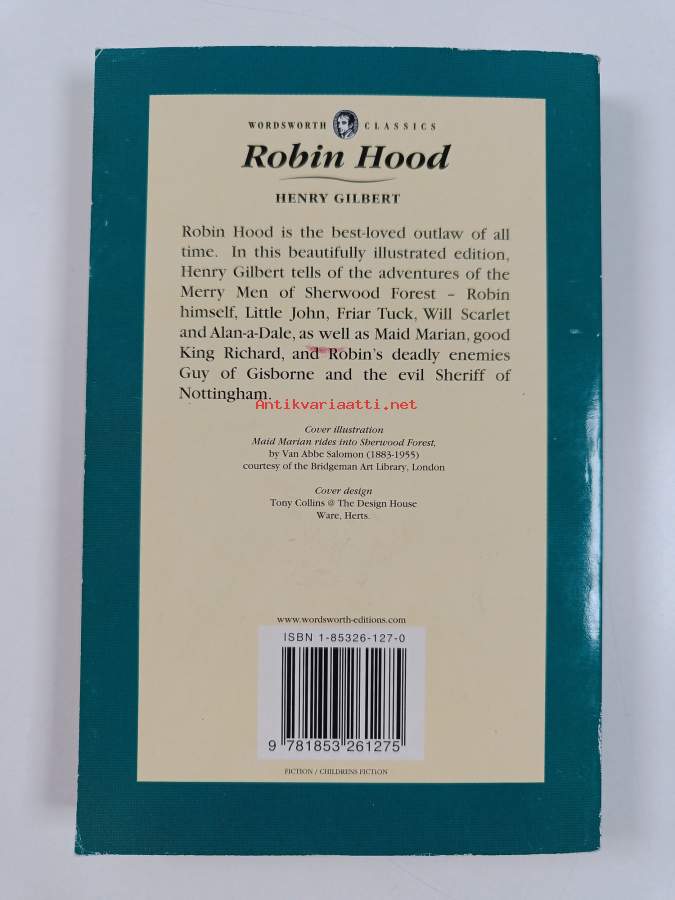 WORDSWORTH CLASSICS
Robin Hood
HENRY GILBERT
Robin Hood is the best-loved outlaw of all
time. In this beautifully illustrated edition,
Henry Gilbert tells of the adventures of the
Merry Men of Sherwood Forest – Robin
himself, Little John, Friar Tuck, Will Scarlet
and Alan-a-Dale, as well as Maid Marian, good
King Richard, and Robin's deadly enemies
Guy of Gisborne and the evil Sheriff of
Nottingham.
Antikvariaatti.net
Cover illustration
Maid Marian rides into Sherwood Forest,
by Van Abbe Salomon (1883-1955)
courtesy of the Bridgeman Art Library, London
Cover design
Tony Collins @ The Design House
Ware, Herts.
www.wordsworth-editions.com
ISBN 1-85326-127-0
9 781853 261275
FICTION / CHILDRENS FICTION